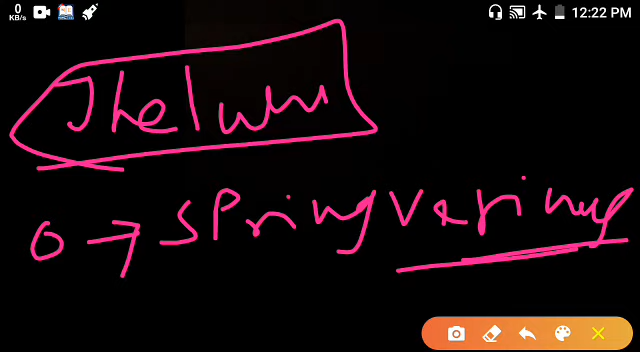 0 KB/s 12:22 PM
Jhelum
O → Spring Verinag